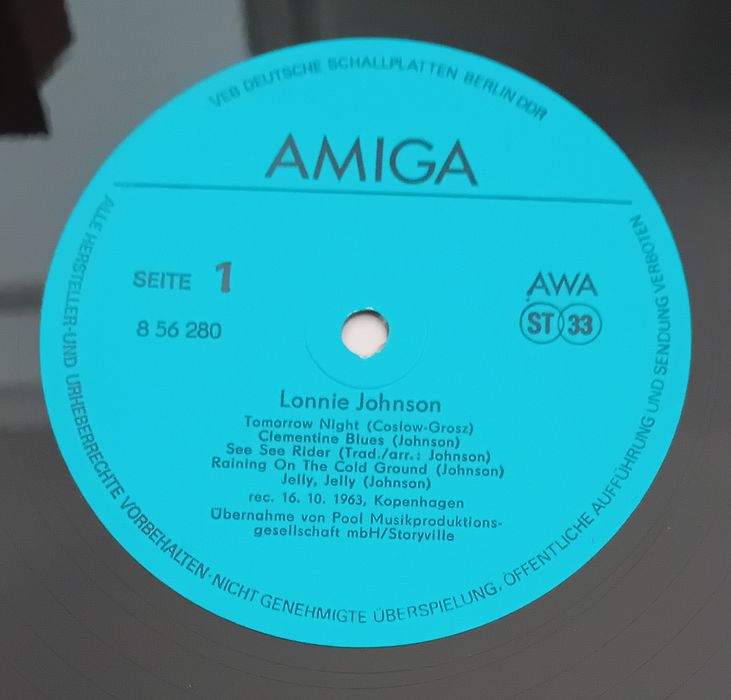 VEB DEUTSCHE SCHALLPLATTEN BERLIN DDR
AMIGA
SEITE 1
8 56 280
AWA
ST 33
Lonnie Johnson
Tomorrow Night (Coslow-Grosz)
Clementine Blues (Johnson)
See See Rider (Trad./arr.: Johnson)
Raining On The Cold Ground (Johnson)
Jelly, Jelly (Johnson)
rec. 16. 10. 1963, Kopenhagen
Übernahme von Pool Musikproduktions-
gesellschaft mbH/Storyville
ALLE HERSTELLER-UND URHEBERRECHTE VORBEHALTEN·NICHT GENEHMIGTE ÜBERSPIELUNG, ÖFFENTLICHE AUFFÜHRUNG UND SENDUNG VERBOTEN